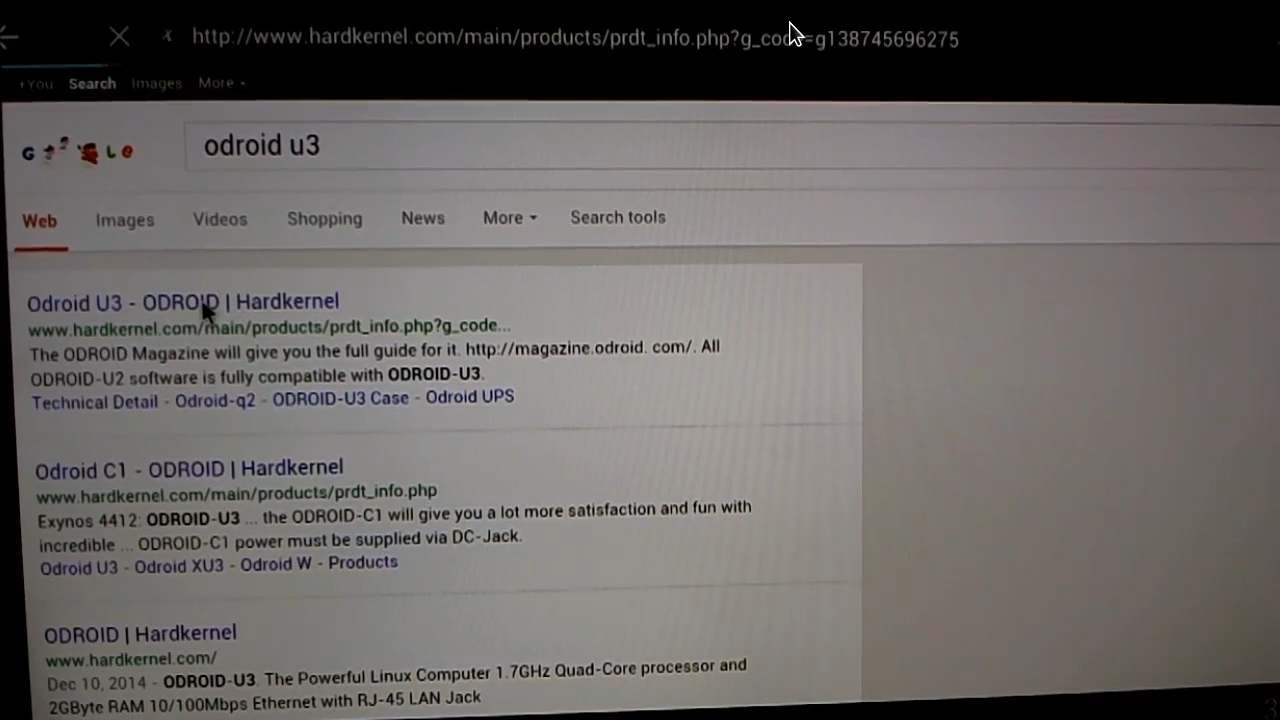 http://www.hardkernel.com/main/products/prdt_info.php?g_code=g138745696275
+You Search Images More
odroid u3
Web Images Videos Shopping News More Search tools
Odroid U3 - ODROID | Hardkernel
www.hardkernel.com/main/products/prdt_info.php?g_code...
The ODROID Magazine will give you the full guide for it. http://magazine.odroid. com/. All
ODROID-U2 software is fully compatible with ODROID-U3.
Technical Detail - Odroid-q2 - ODROID-U3 Case - Odroid UPS
Odroid C1 - ODROID | Hardkernel
www.hardkernel.com/main/products/prdt_info.php
Exynos 4412: ODROID-U3 ... the ODROID-C1 will give you a lot more satisfaction and fun with
incredible ... ODROID-C1 power must be supplied via DC-Jack.
Odroid U3 - Odroid XU3 - Odroid W - Products
ODROID | Hardkernel
www.hardkernel.com/
Dec 10, 2014 - ODROID-U3. The Powerful Linux Computer 1.7GHz Quad-Core processor and
2GByte RAM 10/100Mbps Ethernet with RJ-45 LAN Jack